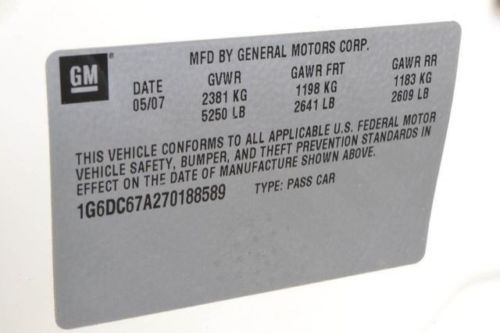 GM
MFD BY GENERAL MOTORS CORP.
DATE GVWR GAWR FRT GAWR RR
05/07 2381 KG 1198 KG 1183 KG
5250 LB 2641 LB 2609 LB
THIS VEHICLE CONFORMS TO ALL APPLICABLE U.S. FEDERAL MOTOR
VEHICLE SAFETY, BUMPER, AND THEFT PREVENTION STANDARDS IN
EFFECT ON THE DATE OF MANUFACTURE SHOWN ABOVE.
1G6DC67A270188589 TYPE: PASS CAR